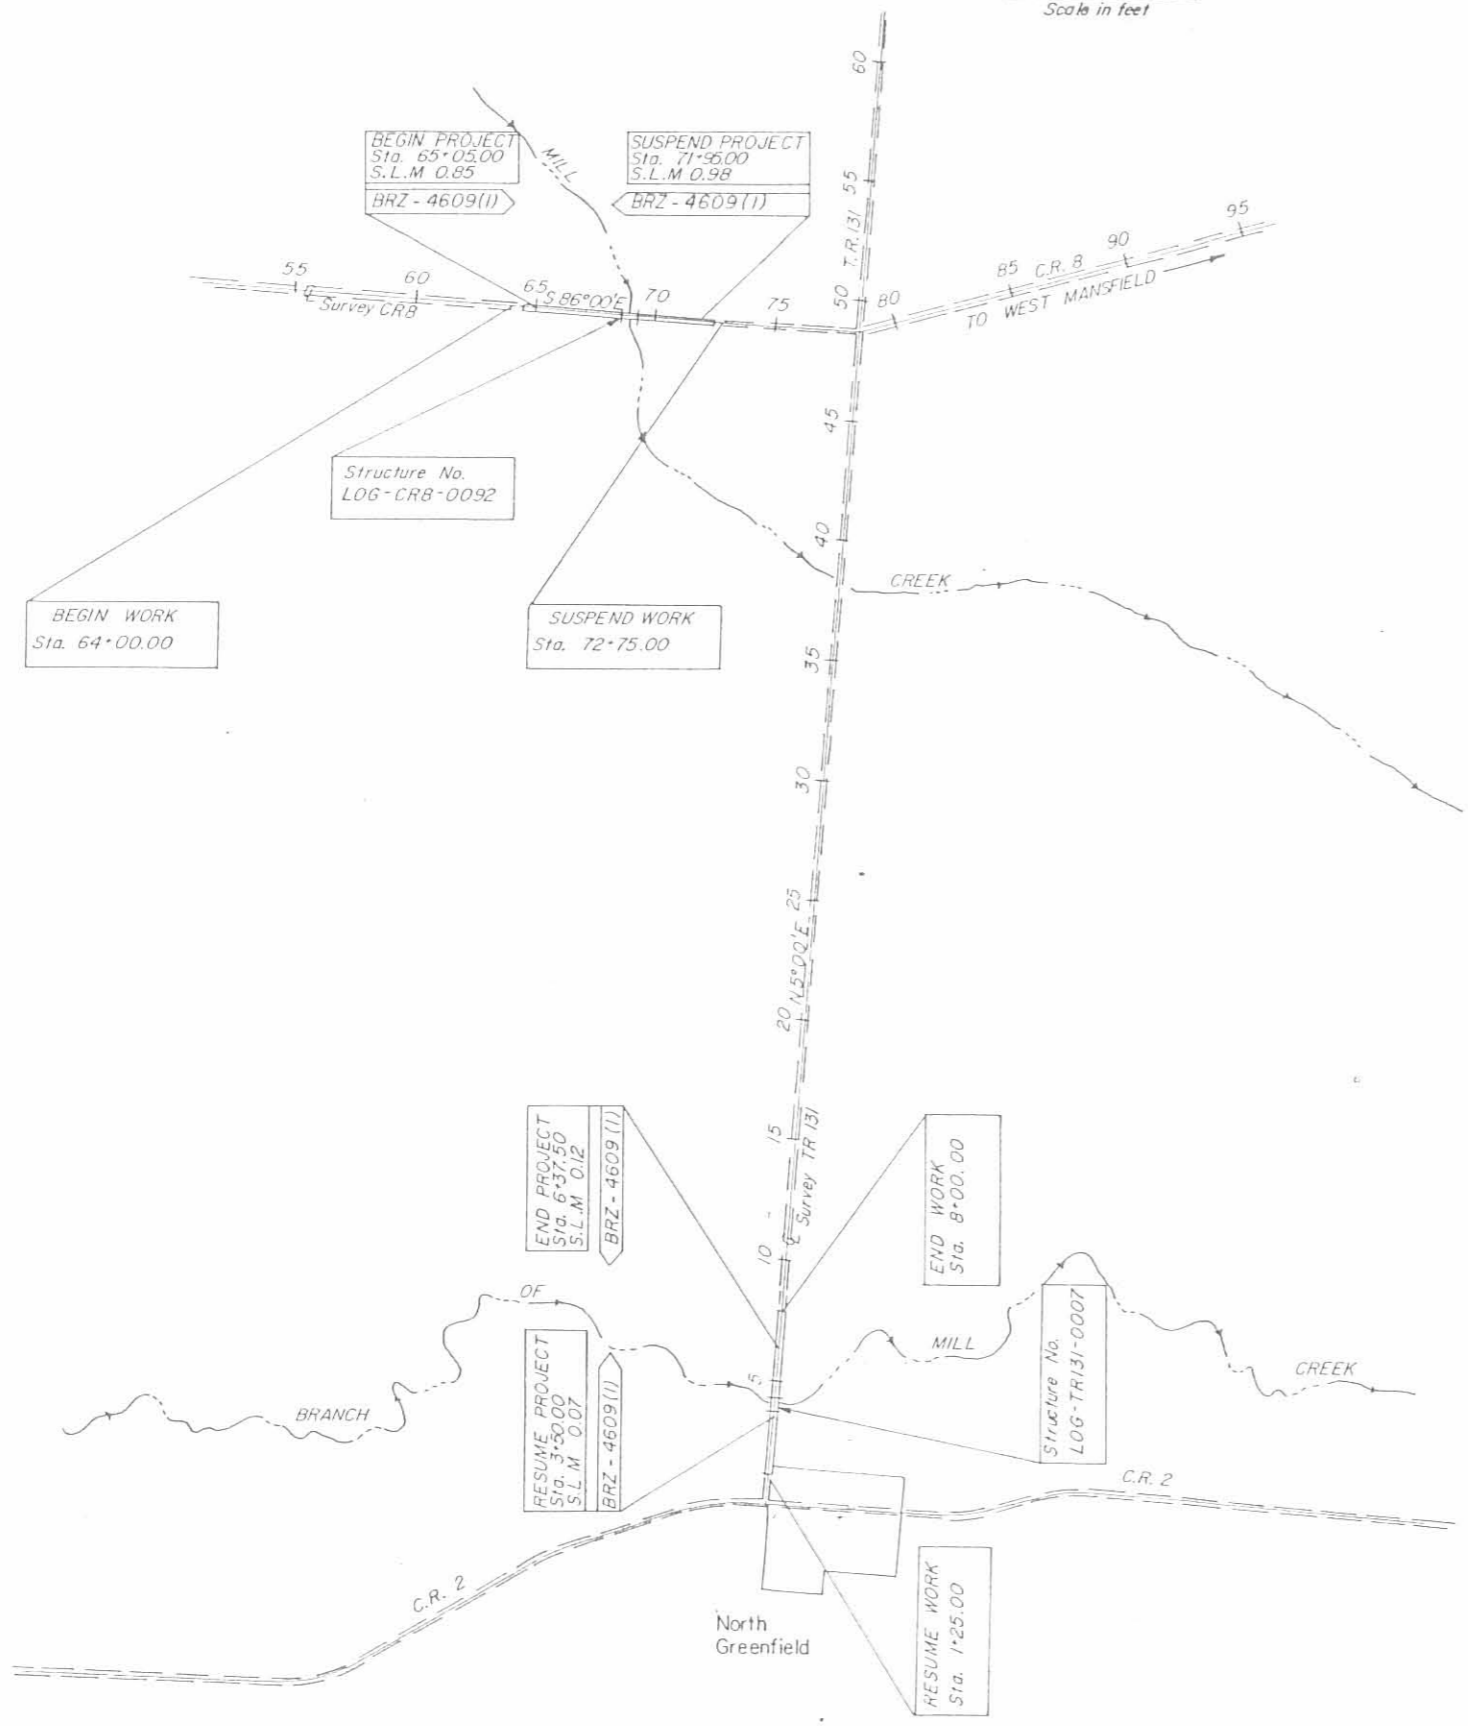 Scale in feet
60
BEGIN PROJECT
Sta. 65+05.00
S.L.M 0.85
BRZ - 4609(1)
MILL
SUSPEND PROJECT
Sta. 71+95.00
S.L.M 0.98
BRZ - 4609(1)
55
T.R.131
50
55
60
65
S 86°00'E
70
75
80
85
C.R. 8
90
95
TO WEST MANSFIELD
℄ Survey CR8
45
Structure No.
LOG-CR8-0092
40
CREEK
BEGIN WORK
Sta. 64+00.00
SUSPEND WORK
Sta. 72+75.00
35
30
25
N5°00'E
20
15
℄ Survey TR 131
10
END PROJECT
Sta. 6+37.50
S.L.M 0.12
BRZ - 4609 (1)
END WORK
Sta. 8+00.00
OF
5
MILL
Structure No.
LOG-TR131-0007
CREEK
BRANCH
RESUME PROJECT
Sta. 3+50.00
S.L.M 0.07
BRZ - 4609 (1)
C.R. 2
C.R. 2
North
Greenfield
RESUME WORK
Sta. 1+25.00